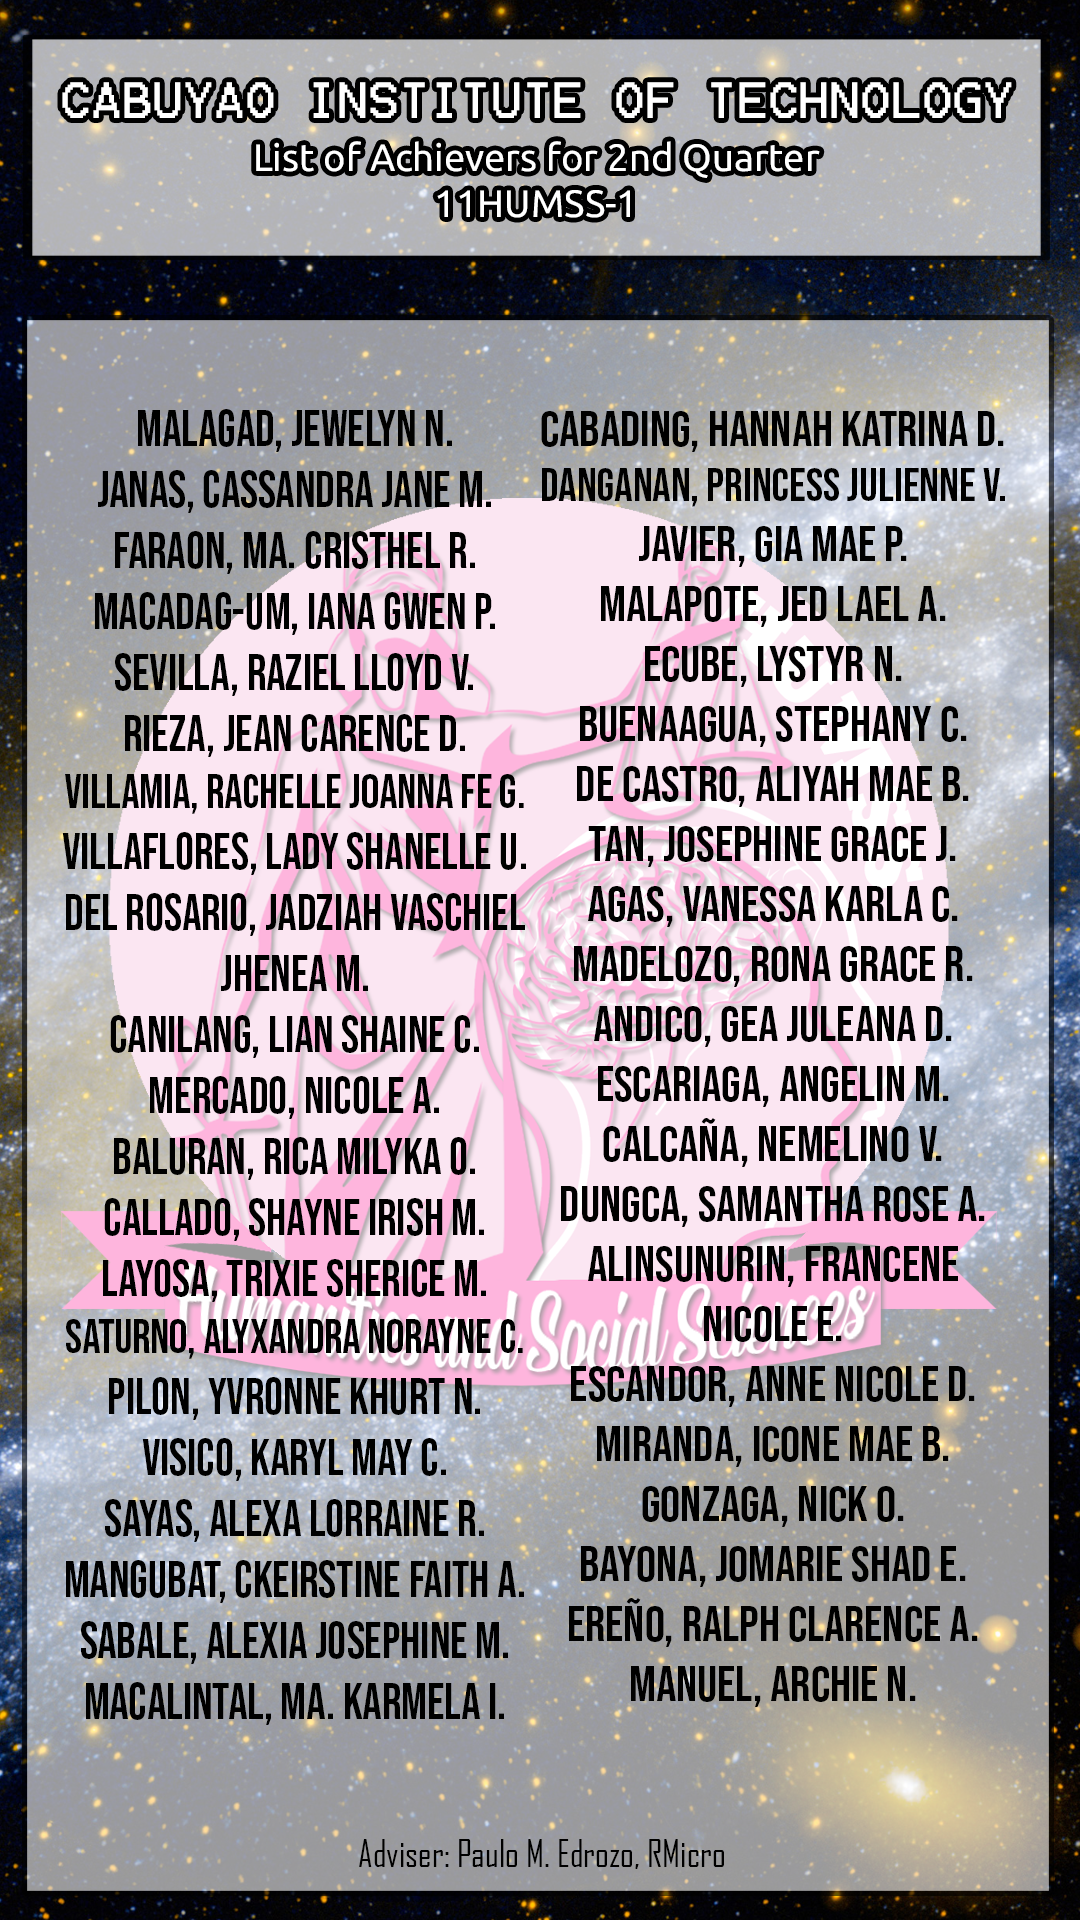 CABUYAO INSTITUTE OF TECHNOLOGY
List of Achievers for 2nd Quarter
11HUMSS-1
MALAGAD, JEWELYN N.
JANAS, CASSANDRA JANE M.
FARAON, MA. CRISTHEL R.
MACADAG-UM, IANA GWEN P.
SEVILLA, RAZIEL LLOYD V.
RIEZA, JEAN CARENCE D.
VILLAMIA, RACHELLE JOANNA FE G.
VILLAFLORES, LADY SHANELLE U.
DEL ROSARIO, JADZIAH VASCHIEL
JHENEA M.
CANILANG, LIAN SHAINE C.
MERCADO, NICOLE A.
BALURAN, RICA MILYKA O.
CALLADO, SHAYNE IRISH M.
LAYOSA, TRIXIE SHERICE M.
SATURNO, ALYXANDRA NORAYNE C.
PILON, YVRONNE KHURT N.
VISICO, KARYL MAY C.
SAYAS, ALEXA LORRAINE R.
MANGUBAT, CKEIRSTINE FAITH A.
SABALE, ALEXIA JOSEPHINE M.
MACALINTAL, MA. KARMELA I.
CABADING, HANNAH KATRINA D.
DANGANAN, PRINCESS JULIENNE V.
JAVIER, GIA MAE P.
MALAPOTE, JED LAEL A.
ECUBE, LYSTYR N.
BUENAAGUA, STEPHANY C.
DE CASTRO, ALIYAH MAE B.
TAN, JOSEPHINE GRACE J.
AGAS, VANESSA KARLA C.
MADELOZO, RONA GRACE R.
ANDICO, GEA JULEANA D.
ESCARIAGA, ANGELIN M.
CALCAÑA, NEMELINO V.
DUNGCA, SAMANTHA ROSE A.
ALINSUNURIN, FRANCENE
NICOLE E.
ESCANDOR, ANNE NICOLE D.
MIRANDA, ICONE MAE B.
GONZAGA, NICK O.
BAYONA, JOMARIE SHAD E.
EREÑO, RALPH CLARENCE A.
MANUEL, ARCHIE N.
Humanities and Social Sciences
Adviser: Paulo M. Edrozo, RMicro